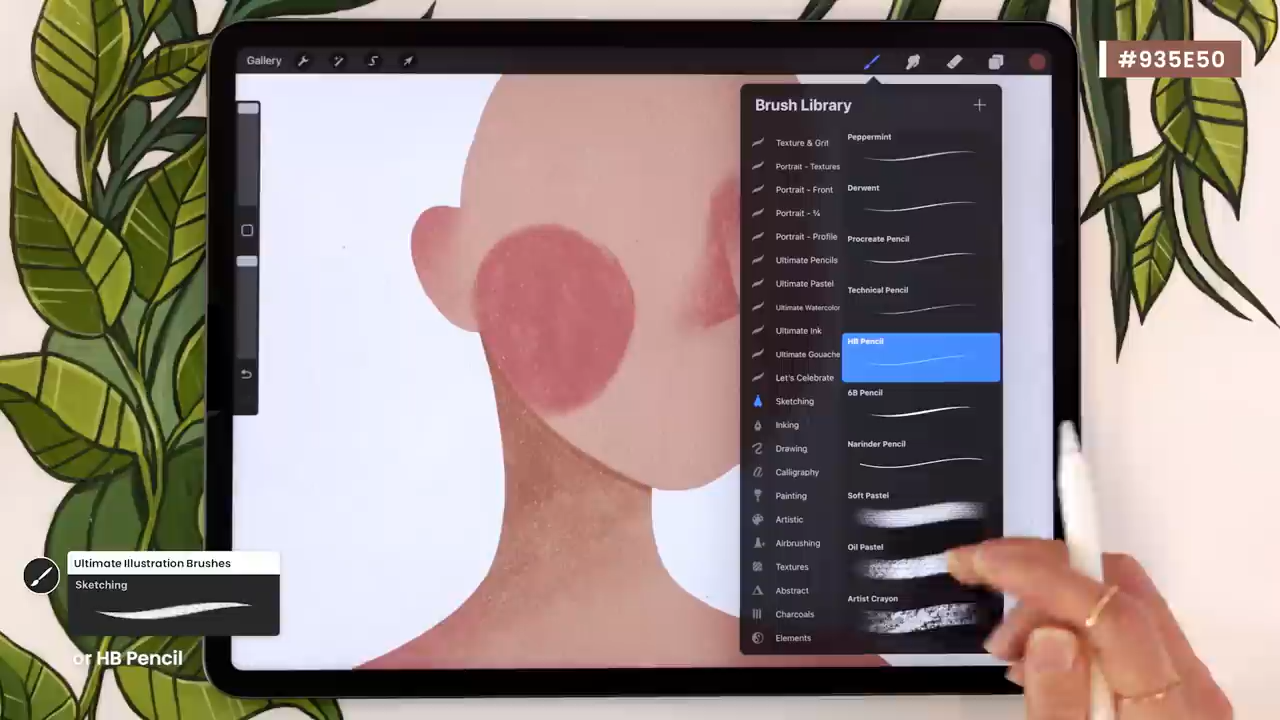 #935E50
Gallery
Brush Library
Texture & Grit
Portrait - Textures
Portrait - Front
Portrait - ¾
Portrait - Profile
Ultimate Pencils
Ultimate Pastel
Ultimate Watercolor
Ultimate Ink
Ultimate Gouache
Let's Celebrate
Sketching
Inking
Drawing
Calligraphy
Painting
Artistic
Airbrushing
Textures
Abstract
Charcoals
Elements
Peppermint
Derwent
Procreate Pencil
Technical Pencil
HB Pencil
6B Pencil
Narinder Pencil
Soft Pastel
Oil Pastel
Artist Crayon
Ultimate Illustration Brushes
Sketching
or HB Pencil